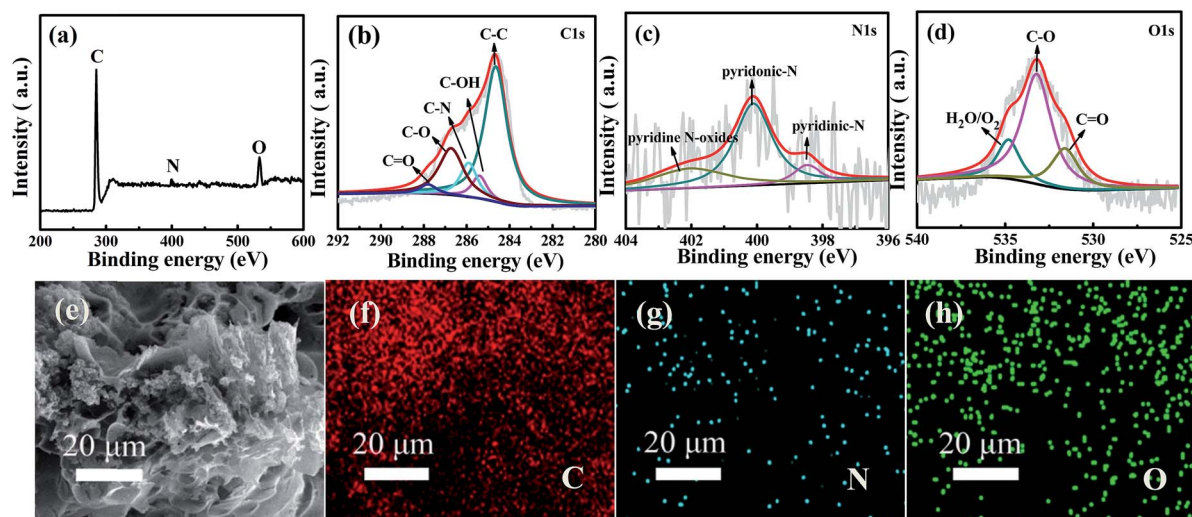 (a)
C
N
O
Intensity ( a.u.)
200 300 400 500 600
Binding energy (eV)
(b)
C1s
C-C
C-OH
C-N
C-O
C=O
Intensity ( a.u.)
292 290 288 286 284 282 280
Binding energy (eV)
(c)
N1s
pyridonic-N
pyridinic-N
pyridine N-oxides
Intensity ( a.u.)
404 402 400 398 396
Binding energy (eV)
(d)
O1s
C-O
H₂O/O₂
C=O
Intensity ( a.u.)
540 535 530 525
Binding energy (eV)
(e)
20 μm
(f)
20 μm
C
(g)
20 μm
N
(h)
20 μm
O